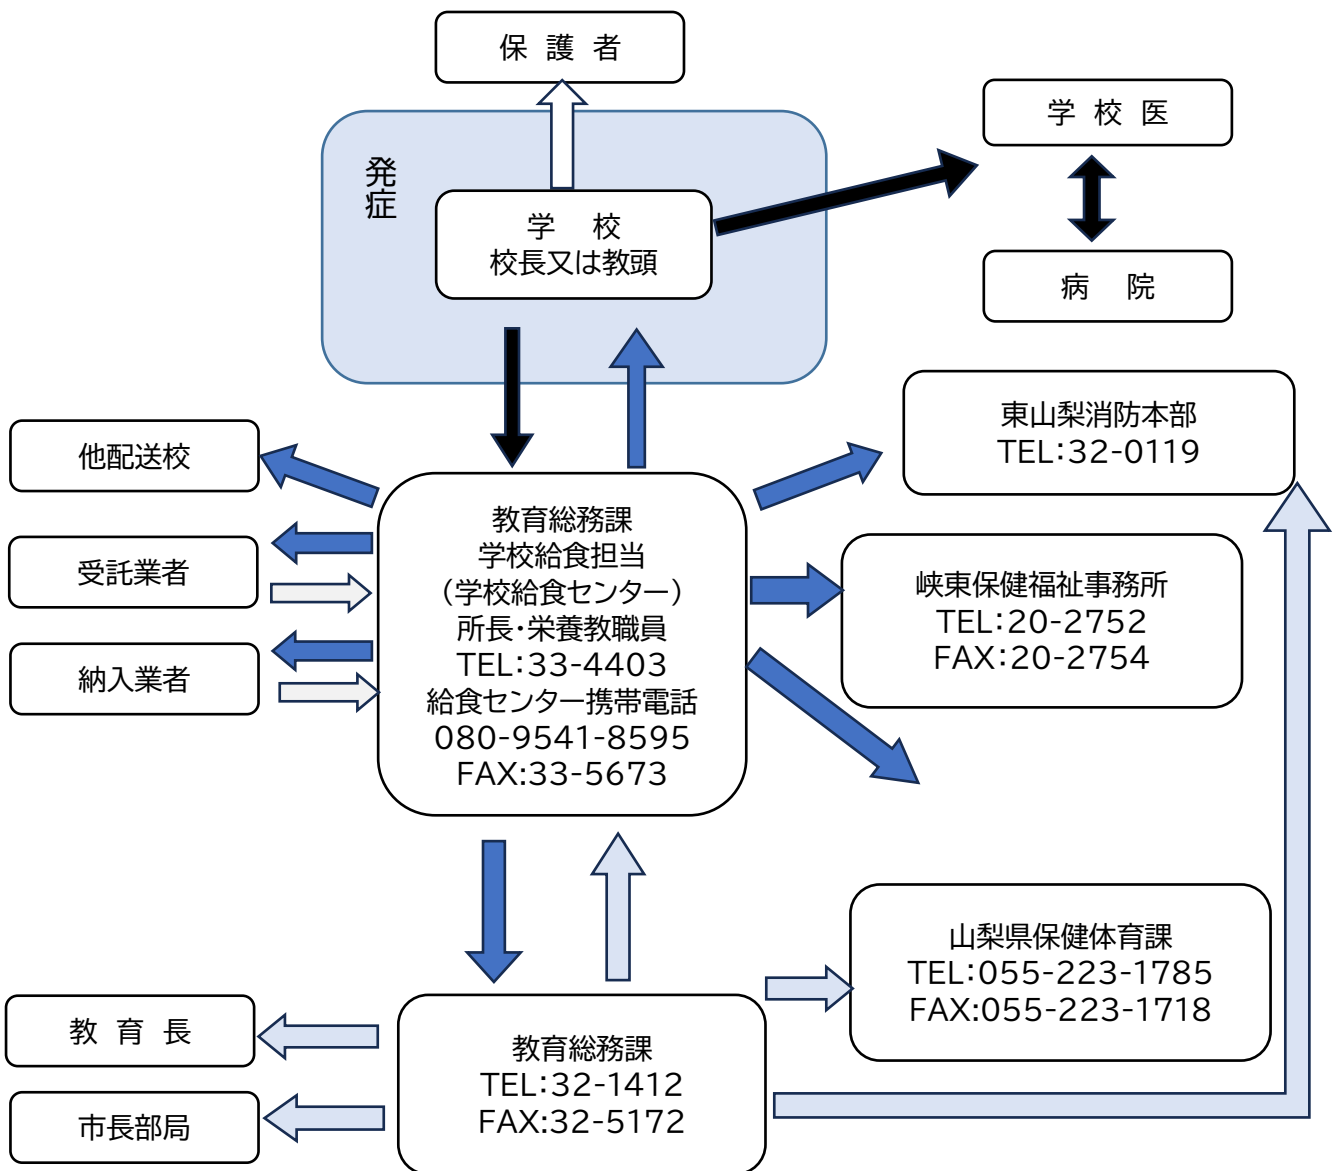 保 護 者
学 校 医
発症
学 校
校長又は教頭
病 院
東山梨消防本部
TEL:32-0119
他配送校
受託業者
納入業者
教育総務課
学校給食担当
(学校給食センター)
所長・栄養教職員
TEL:33-4403
給食センター携帯電話
080-9541-8595
FAX:33-5673
峡東保健福祉事務所
TEL:20-2752
FAX:20-2754
山梨県保健体育課
TEL:055-223-1785
FAX:055-223-1718
教 育 長
市長部局
教育総務課
TEL:32-1412
FAX:32-5172